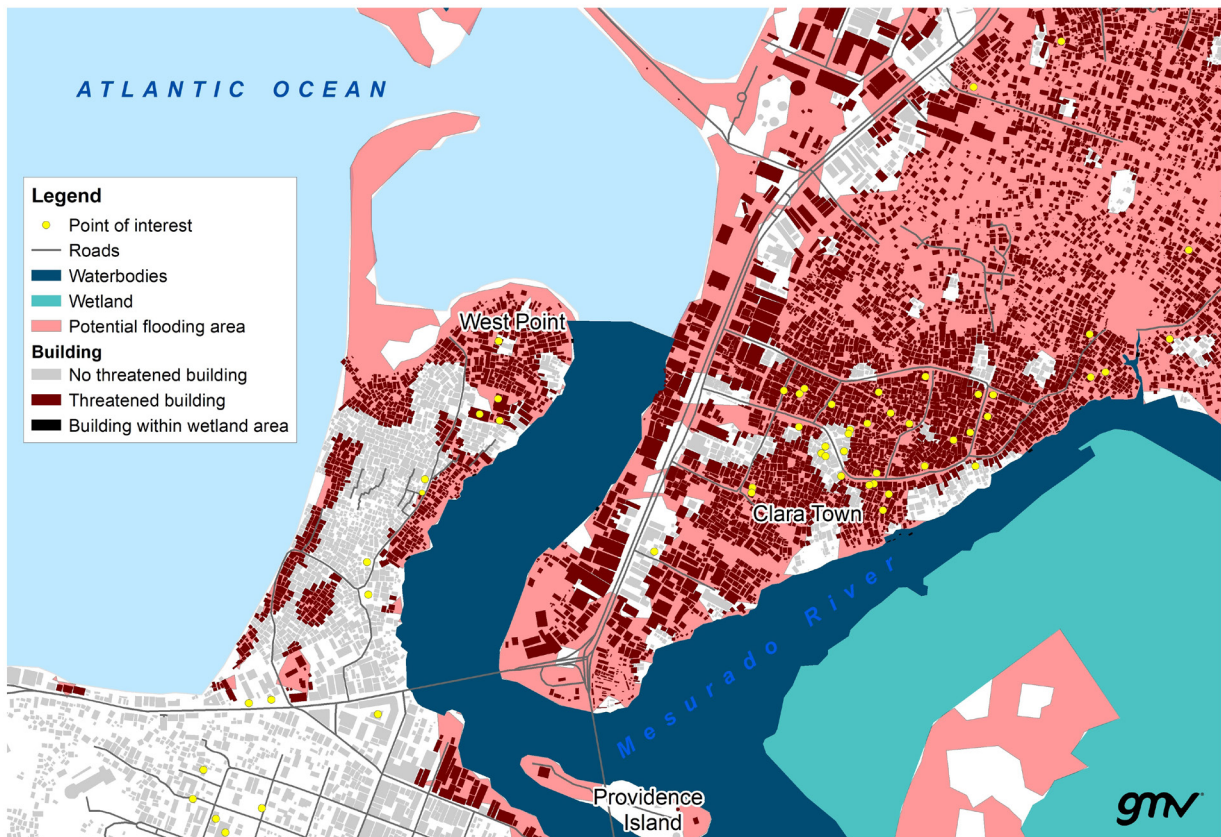 ATLANTIC OCEAN
Legend
Point of interest
Roads
Waterbodies
Wetland
Potential flooding area
Building
No threatened building
Threatened building
Building within wetland area
West Point
Clara Town
Mesurado River
Providence
Island
gmv